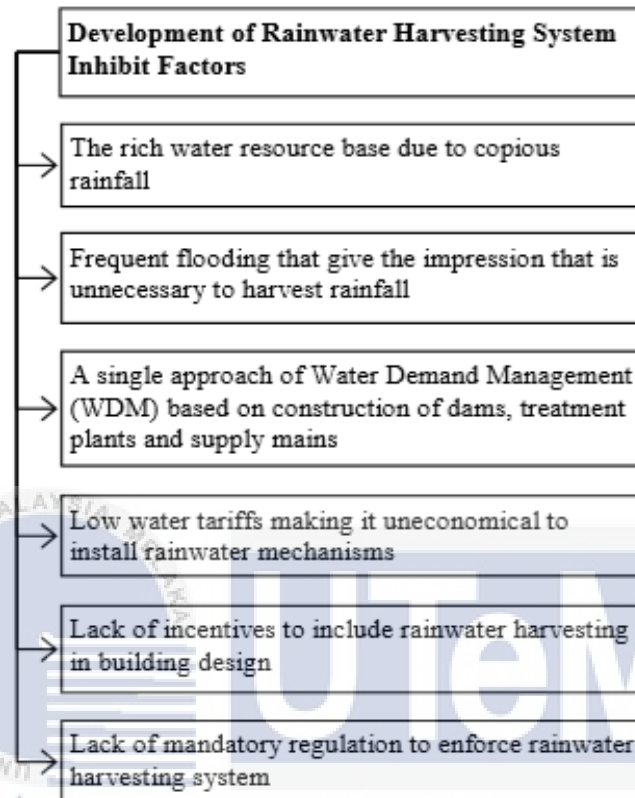 Development of Rainwater Harvesting System
Inhibit Factors
The rich water resource base due to copious
rainfall
Frequent flooding that give the impression that is
unnecessary to harvest rainfall
A single approach of Water Demand Management
(WDM) based on construction of dams, treatment
plants and supply mains
Low water tariffs making it uneconomical to
install rainwater mechanisms
Lack of incentives to include rainwater harvesting
in building design
Lack of mandatory regulation to enforce rainwater
harvesting system
UTeM